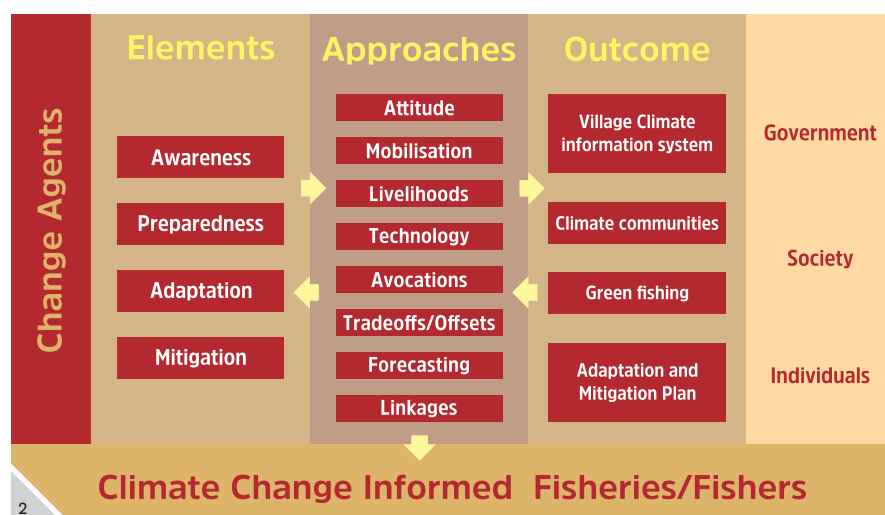 Change Agents
Elements
Awareness
Preparedness
Adaptation
Mitigation
Approaches
Attitude
Mobilisation
Livelihoods
Technology
Avocations
Tradeoffs/Offsets
Forecasting
Linkages
Outcome
Village Climate
information system
Climate communities
Green fishing
Adaptation and
Mitigation Plan
Government
Society
Individuals
Climate Change Informed Fisheries/Fishers
2